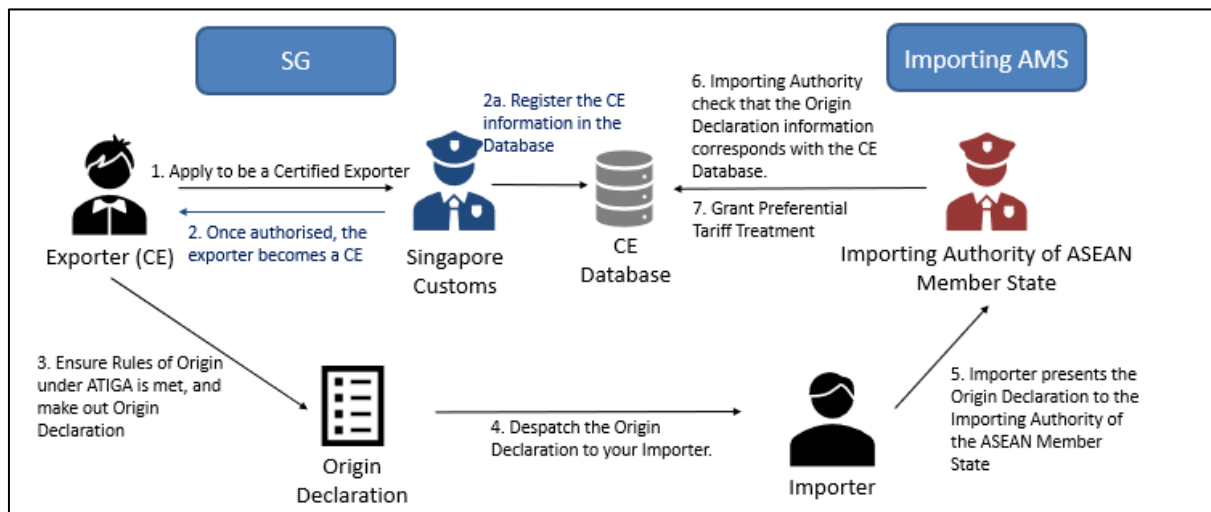 SG
Importing AMS
1. Apply to be a Certified Exporter
2. Once authorised, the
exporter becomes a CE
Exporter (CE)
2a. Register the CE
information in the
Database
Singapore
Customs
CE
Database
6. Importing Authority
check that the Origin
Declaration information
corresponds with the CE
Database.
7. Grant Preferential
Tariff Treatment
Importing Authority of ASEAN
Member State
3. Ensure Rules of Origin
under ATIGA is met, and
make out Origin
Declaration
Origin
Declaration
4. Despatch the Origin
Declaration to your Importer.
Importer
5. Importer presents the
Origin Declaration to the
Importing Authority of
the ASEAN Member
State